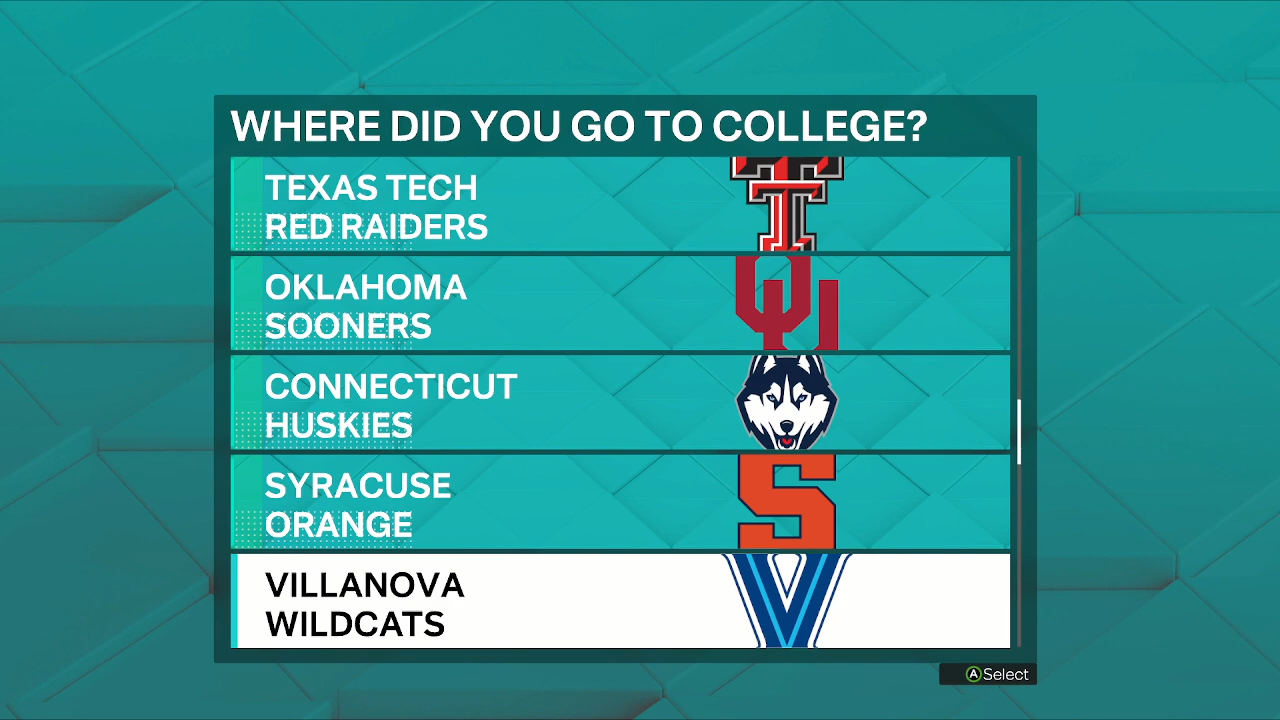 WHERE DID YOU GO TO COLLEGE?
TEXAS TECH
RED RAIDERS
OKLAHOMA
SOONERS
CONNECTICUT
HUSKIES
SYRACUSE
ORANGE
VILLANOVA
WILDCATS
A Select